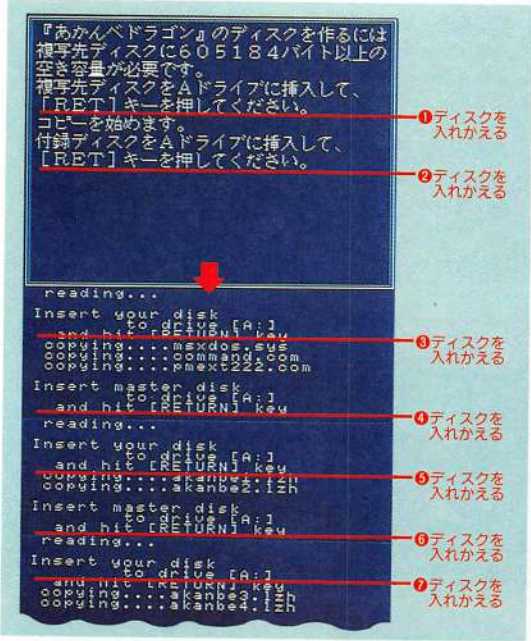 『あかんべドラゴン』のディスクを作るには
複写先ディスクに605184バイト以上の
空き容量が必要です。
複写先ディスクをAドライブに挿入して、
［RET］キーを押してください。
コピーを始めます。
付録ディスクをAドライブに挿入して、
［RET］キーを押してください。
❶ディスクを
入れかえる
❷ディスクを
入れかえる
reading...
Insert your disk
to drive [A:]
and hit [RETURN] key
copying....msxdos.sys
copying....command.com
copying....pmext222.com
❸ディスクを
入れかえる
Insert master disk
to drive [A:]
and hit [RETURN] key
reading...
❹ディスクを
入れかえる
Insert your disk
to drive [A:]
and hit [RETURN] key
copying....akanbe1.lzh
copying....akanbe2.lzh
❺ディスクを
入れかえる
Insert master disk
to drive [A:]
and hit [RETURN] key
reading...
❻ディスクを
入れかえる
Insert your disk
to drive [A:]
and hit [RETURN] key
copying....akanbe3.lzh
copying....akanbe4.lzh
❼ディスクを
入れかえる